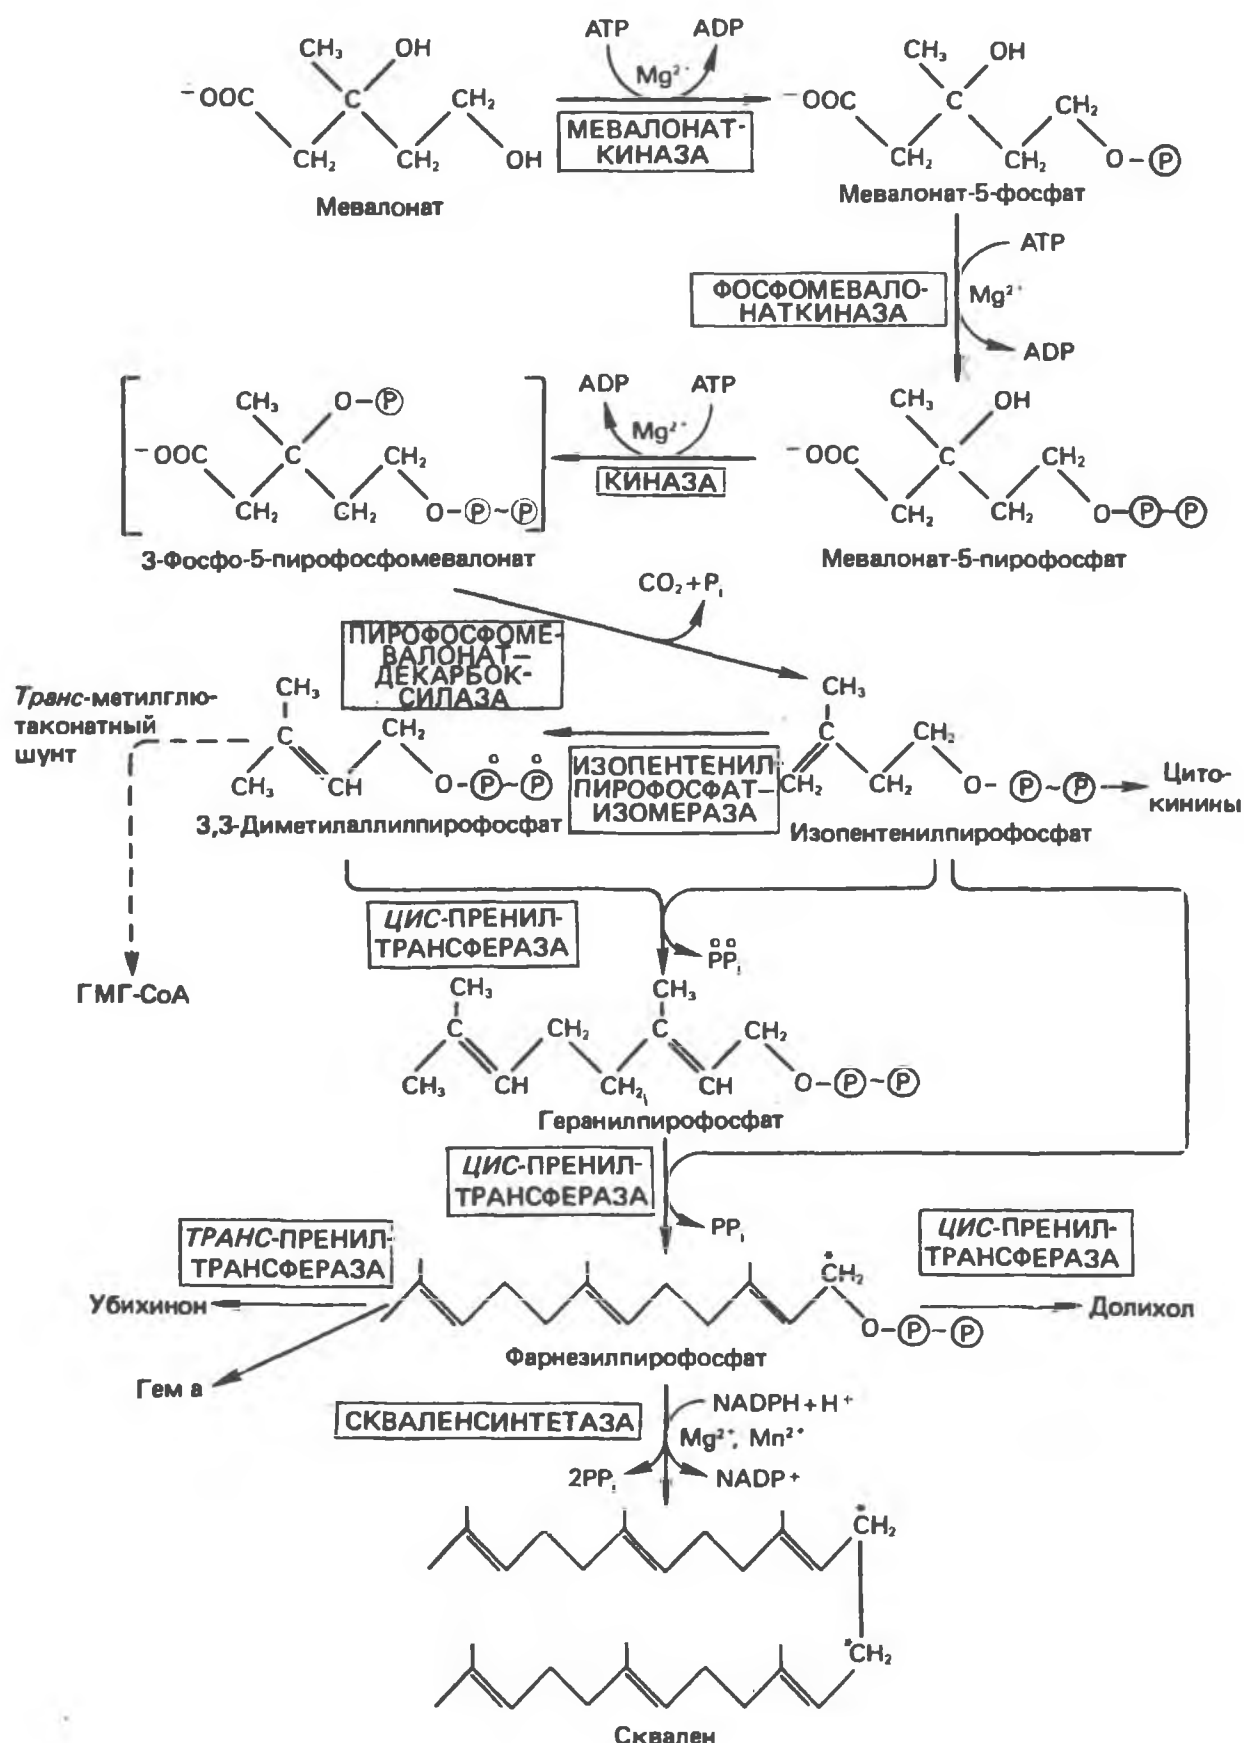 CH₃ OH
⁻OOC C CH₂
CH₂ CH₂ OH
Мевалонат
ATP ADP
Mg²⁺
МЕВАЛОНАТ-
КИНАЗА
CH₃ OH
⁻OOC C CH₂
CH₂ CH₂ O–Ⓟ
Мевалонат-5-фосфат
ATP
ФОСФОМЕВАЛО-
НАТКИНАЗА
Mg²⁺
ADP
CH₃ OH
⁻OOC C CH₂
CH₂ CH₂ O–Ⓟ–Ⓟ
Мевалонат-5-пирофосфат
ADP ATP
Mg²⁺
КИНАЗА
CH₃ O–Ⓟ
⁻OOC C CH₂
CH₂ CH₂ O–Ⓟ~Ⓟ
3-Фосфо-5-пирофосфомевалонат
CO₂+Pᵢ
ПИРОФОСФОМЕ-
ВАЛОНАТ–
ДЕКАРБОК-
СИЛАЗА
CH₃
C CH₂
CH₂ CH₂ O– Ⓟ~Ⓟ
Изопентенилпирофосфат
Цито-
кинины
ИЗОПЕНТЕНИЛ
ПИРОФОСФАТ–
ИЗОМЕРАЗА
CH₃
C CH₂
CH₃ CH O–Ⓟ~Ⓟ
3,3-Диметилаллилпирофосфат
Транс-метилглю-
таконатный
шунт
ГМГ-СоА
ЦИС-ПРЕНИЛ-
ТРАНСФЕРАЗА
PPᵢ
CH₃ CH₃
C CH₂ C CH₂
CH₃ CH CH₂ CH O–Ⓟ~Ⓟ
Геранилпирофосфат
ЦИС-ПРЕНИЛ-
ТРАНСФЕРАЗА
PPᵢ
ТРАНС-ПРЕНИЛ-
ТРАНСФЕРАЗА
ЦИС-ПРЕНИЛ-
ТРАНСФЕРАЗА
*CH₂
O–Ⓟ–Ⓟ
Убихинон
Долихол
Фарнезилпирофосфат
Гем а
СКВАЛЕНСИНТЕТАЗА
NADPH+H⁺
Mg²⁺, Mn²⁺
2PPᵢ NADP⁺
*CH₂
*CH₂
Сквален